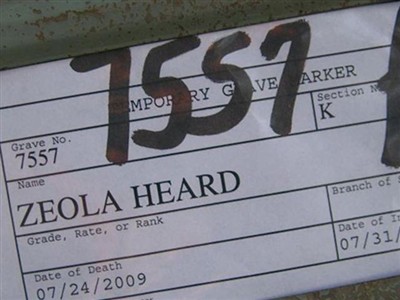 7557
TEMPORARY GRAVE MARKER
Grave No.
7557
Section N
K
Name
ZEOLA HEARD
Grade, Rate, or Rank
Branch of S
Date of Death
07/24/2009
Date of In
07/31/